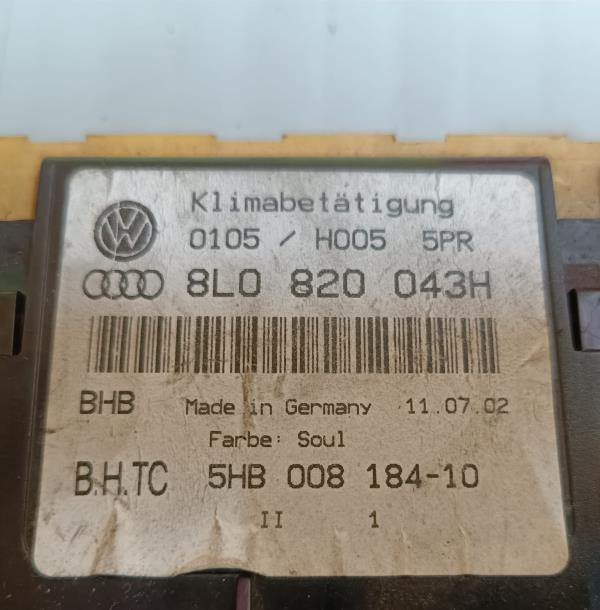 Klimabetätigung
0105 / H005 5PR
8L0 820 043H
BHB Made in Germany 11.07.02
Farbe: Soul
B.H.TC 5HB 008 184-10
II 1